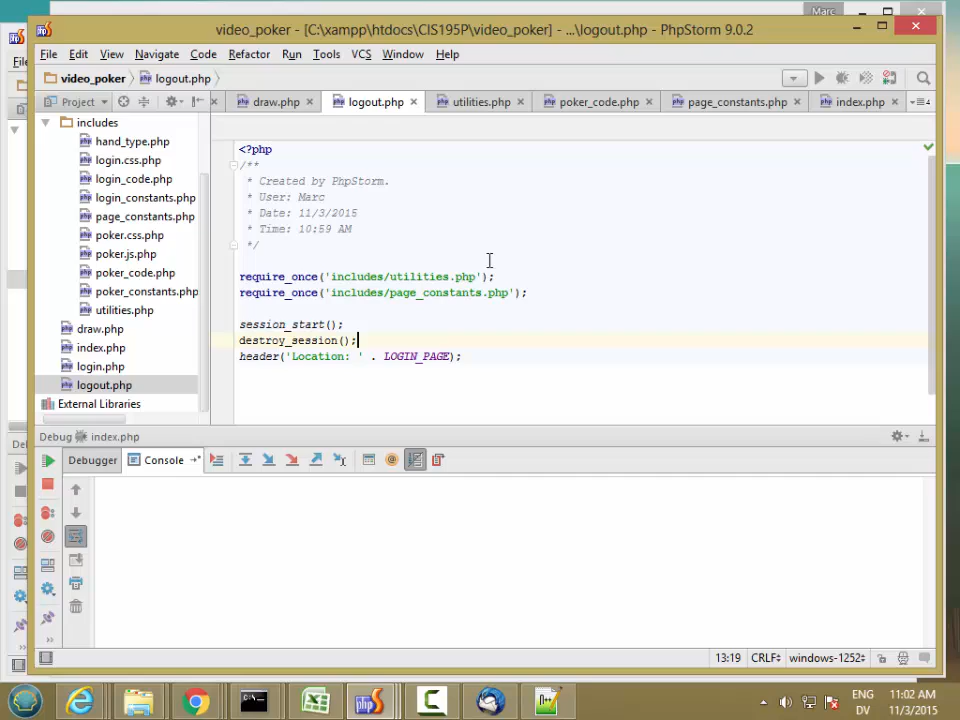 Marc
video_poker - [C:\xampp\htdocs\CIS195P\video_poker] - ...\logout.php - PhpStorm 9.0.2
File Edit View Navigate Code Refactor Run Tools VCS Window Help
video_poker logout.php
Project draw.php logout.php utilities.php poker_code.php page_constants.php index.php 4
includes
hand_type.php
login.css.php
login_code.php
login_constants.php
page_constants.php
poker.css.php
poker.js.php
poker_code.php
poker_constants.php
utilities.php
draw.php
index.php
login.php
logout.php
External Libraries
<?php
/**
* Created by PhpStorm.
* User: Marc
* Date: 11/3/2015
* Time: 10:59 AM
*/
require_once('includes/utilities.php');
require_once('includes/page_constants.php');
session_start();
destroy_session();
header('Location: ' . LOGIN_PAGE);
Debug index.php
Debugger Console
13:19 CRLF windows-1252
ENG 11:02 AM
DV 11/3/2015